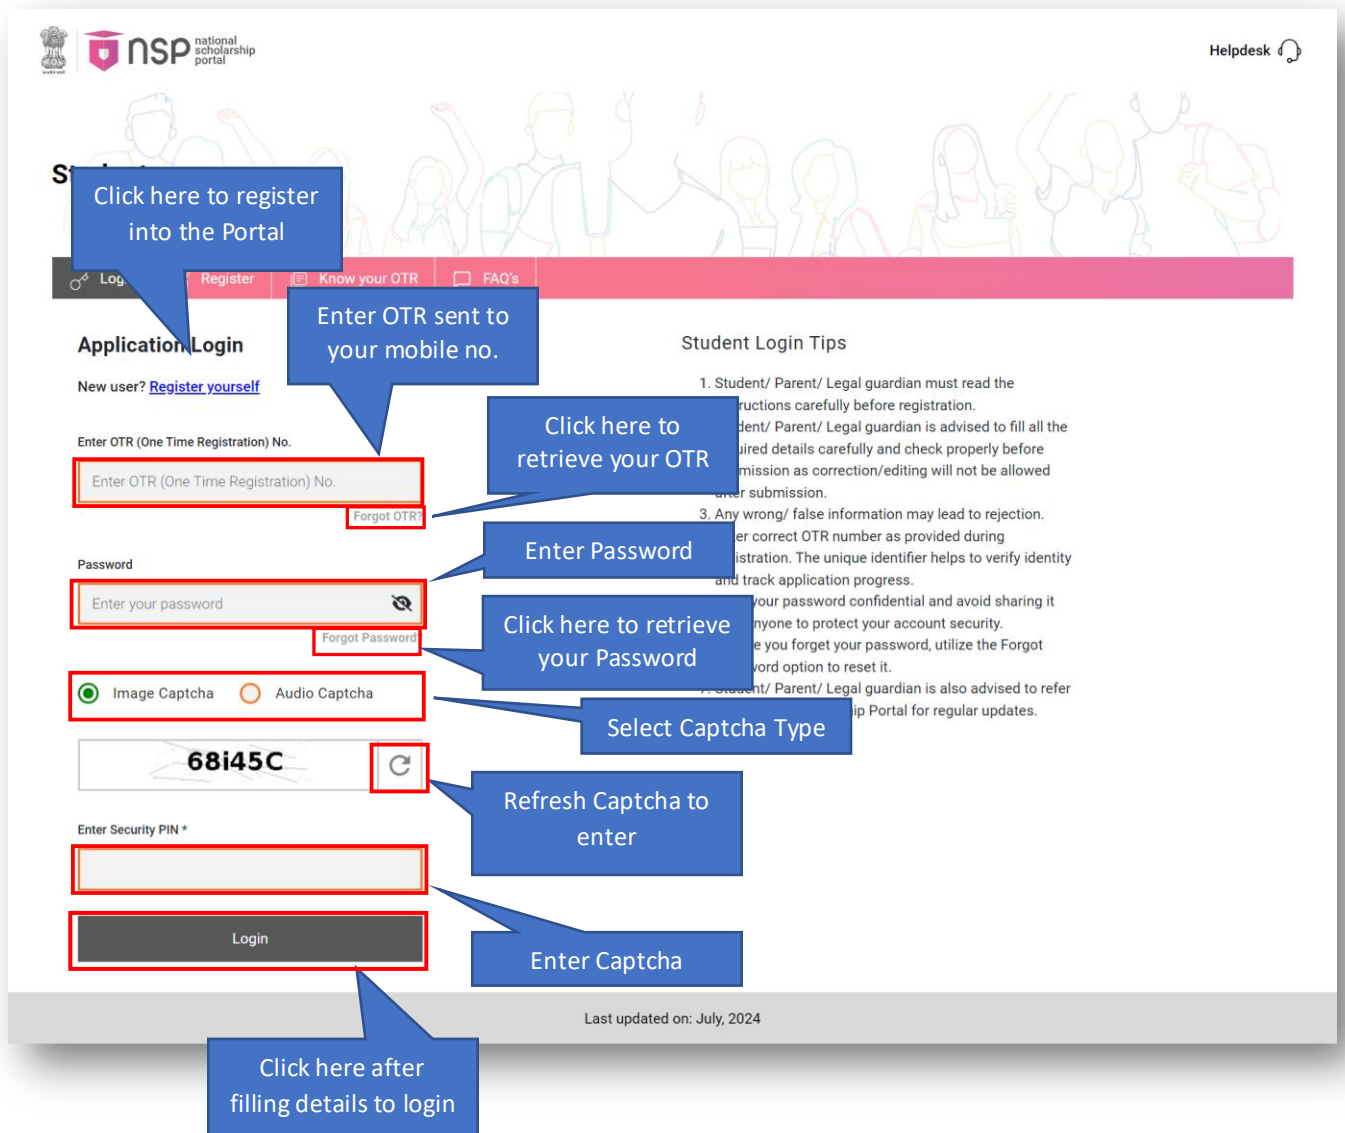 nsp national
scholarship
portal
Helpdesk
Click here to register
into the Portal
Register
Know your OTR
FAQ's
Enter OTR sent to
your mobile no.
Application Login
New user? Register yourself
Enter OTR (One Time Registration) No.
Enter OTR (One Time Registration) No.
Forgot OTR?
Click here to
retrieve your OTR
Password
Enter your password
Enter Password
Forgot Password?
Click here to retrieve
your Password
Image Captcha
Audio Captcha
Select Captcha Type
68i45C
Refresh Captcha to
enter
Enter Security PIN *
Enter Captcha
Login
Click here after
filling details to login
Student Login Tips
1. Student/ Parent/ Legal guardian must read the
carefully before registration.
Parent/ Legal guardian is advised to fill all the
details carefully and check properly before
as correction/editing will not be allowed
submission.
3. Any wrong/ false information may lead to rejection.
correct OTR number as provided during
The unique identifier helps to verify identity
and track application progress.
your password confidential and avoid sharing it
to protect your account security.
you forget your password, utilize the Forgot
option to reset it.
7. Student/ Parent/ Legal guardian is also advised to refer
Portal for regular updates.
Last updated on: July, 2024